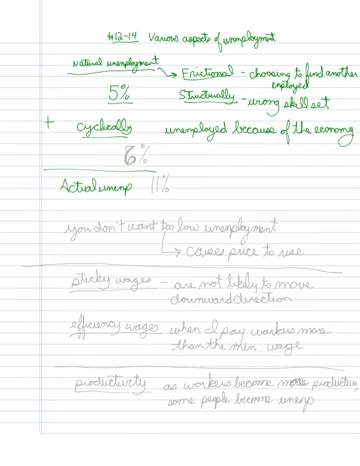 #12-14 Various aspects of unemployment
Natural unemployment → Frictional - choosing to find another
employed
5% Structurally - wrong skill set
+ cyclically unemployed because of the economy
6%
Actual unemp 11%
you don't want too low unemployment
→ causes price to rise
sticky wages - are not likely to move
downward direction
efficiency wages when I pay workers more
than the min. wage
productivity as workers become more productive,
some people become unemp